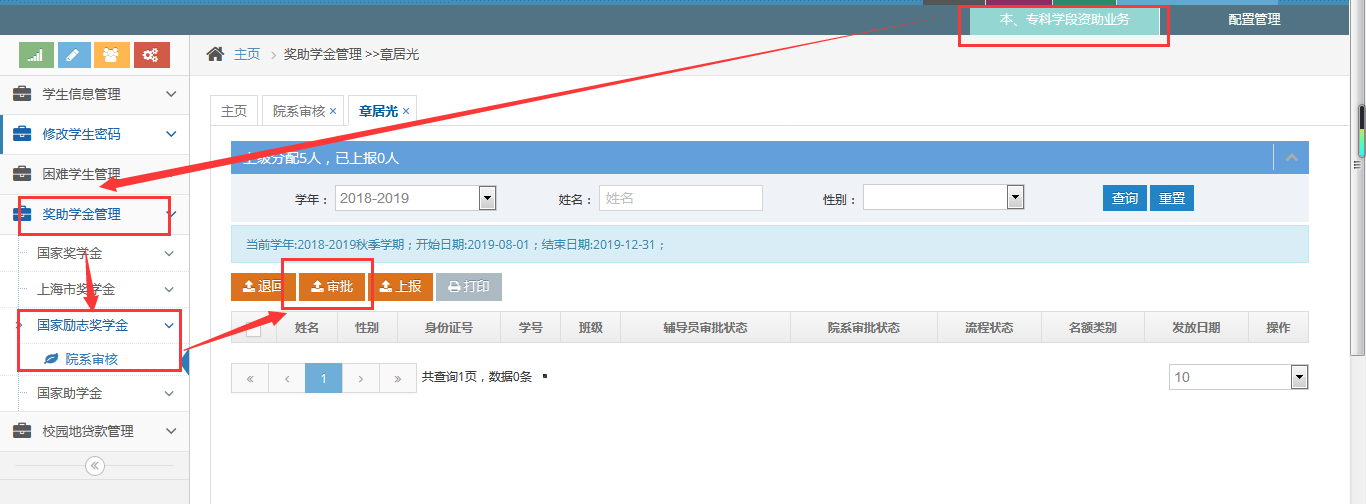 本、专科学段资助业务
配置管理
主页 奖助学金管理 >>章居光
学生信息管理
修改学生密码
困难学生管理
奖助学金管理
国家奖学金
上海市奖学金
国家励志奖学金
院系审核
国家助学金
校园地贷款管理
主页 院系审核 × 章居光 ×
上级分配5人，已上报0人
学年： 2018-2019 姓名： 姓名 性别： 查询 重置
当前学年:2018-2019秋季学期；开始日期:2019-08-01；结束日期:2019-12-31；
退回 审批 上报 打印
姓名 性别 身份证号 学号 班级 辅导员审批状态 院系审批状态 流程状态 名额类别 发放日期 操作
« ‹ 1 › » 共查询1页，数据0条 10